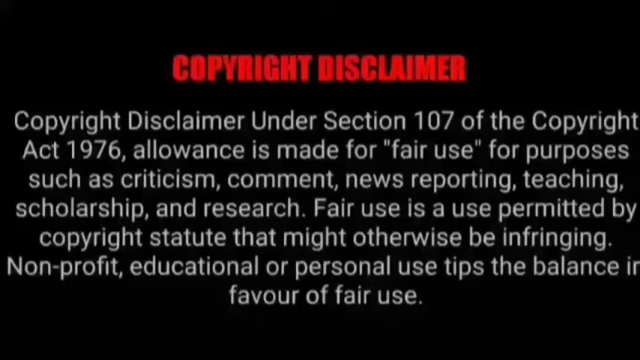 COPYRIGHT DISCLAIMER
Copyright Disclaimer Under Section 107 of the Copyright
Act 1976, allowance is made for "fair use" for purposes
such as criticism, comment, news reporting, teaching,
scholarship, and research. Fair use is a use permitted by
copyright statute that might otherwise be infringing.
Non-profit, educational or personal use tips the balance in
favour of fair use.